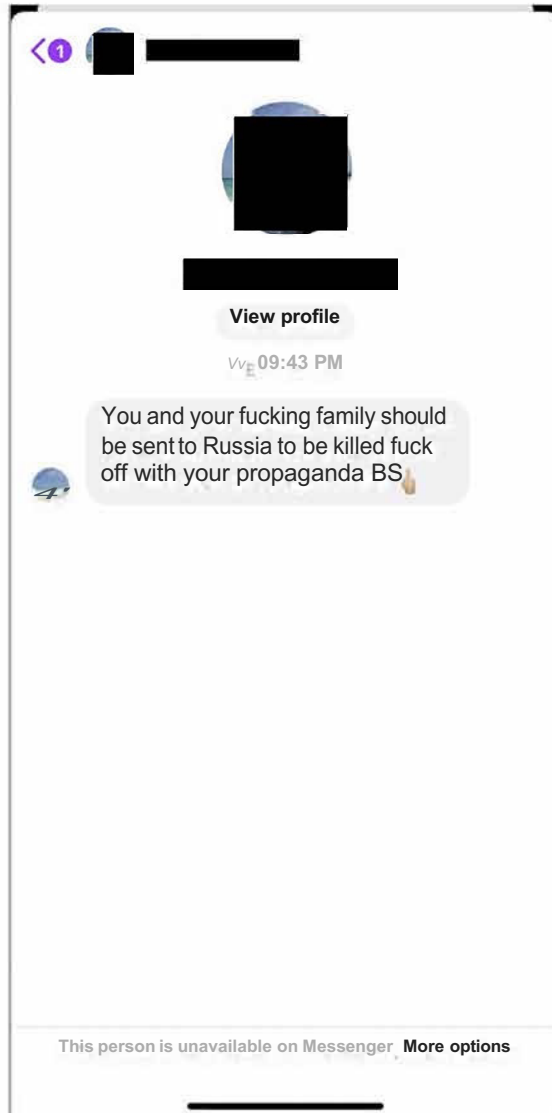 1
View profile
09:43 PM
You and your fucking family should
be sent to Russia to be killed fuck
off with your propaganda BS🖕🏼
This person is unavailable on Messenger. More options